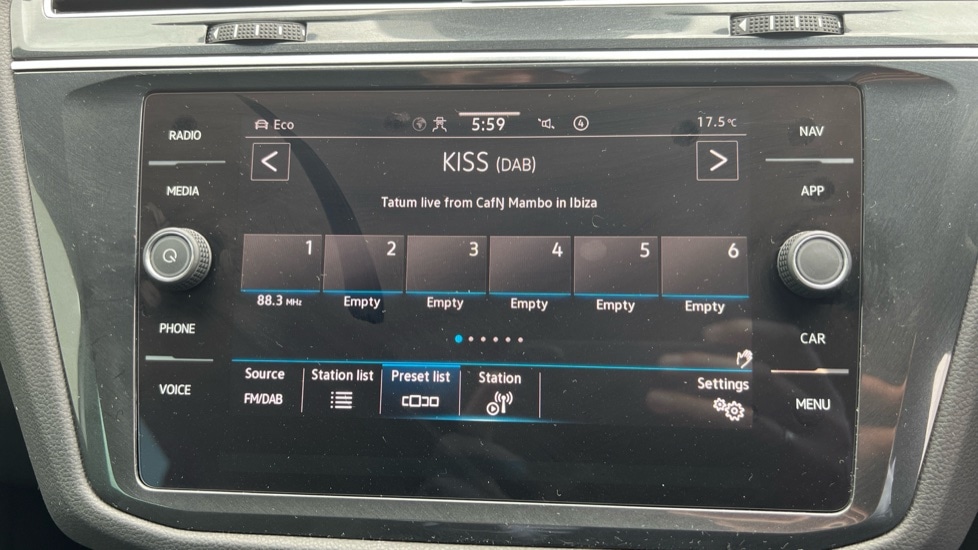 RADIO
MEDIA
PHONE
VOICE
Eco 5:59 4 17.5°C
< KISS (DAB) >
Tatum live from CafŊ Mambo in Ibiza
1 2 3 4 5 6
88.3 MHz Empty Empty Empty Empty Empty
Source Station list Preset list Station Settings
FM/DAB
NAV
APP
CAR
MENU